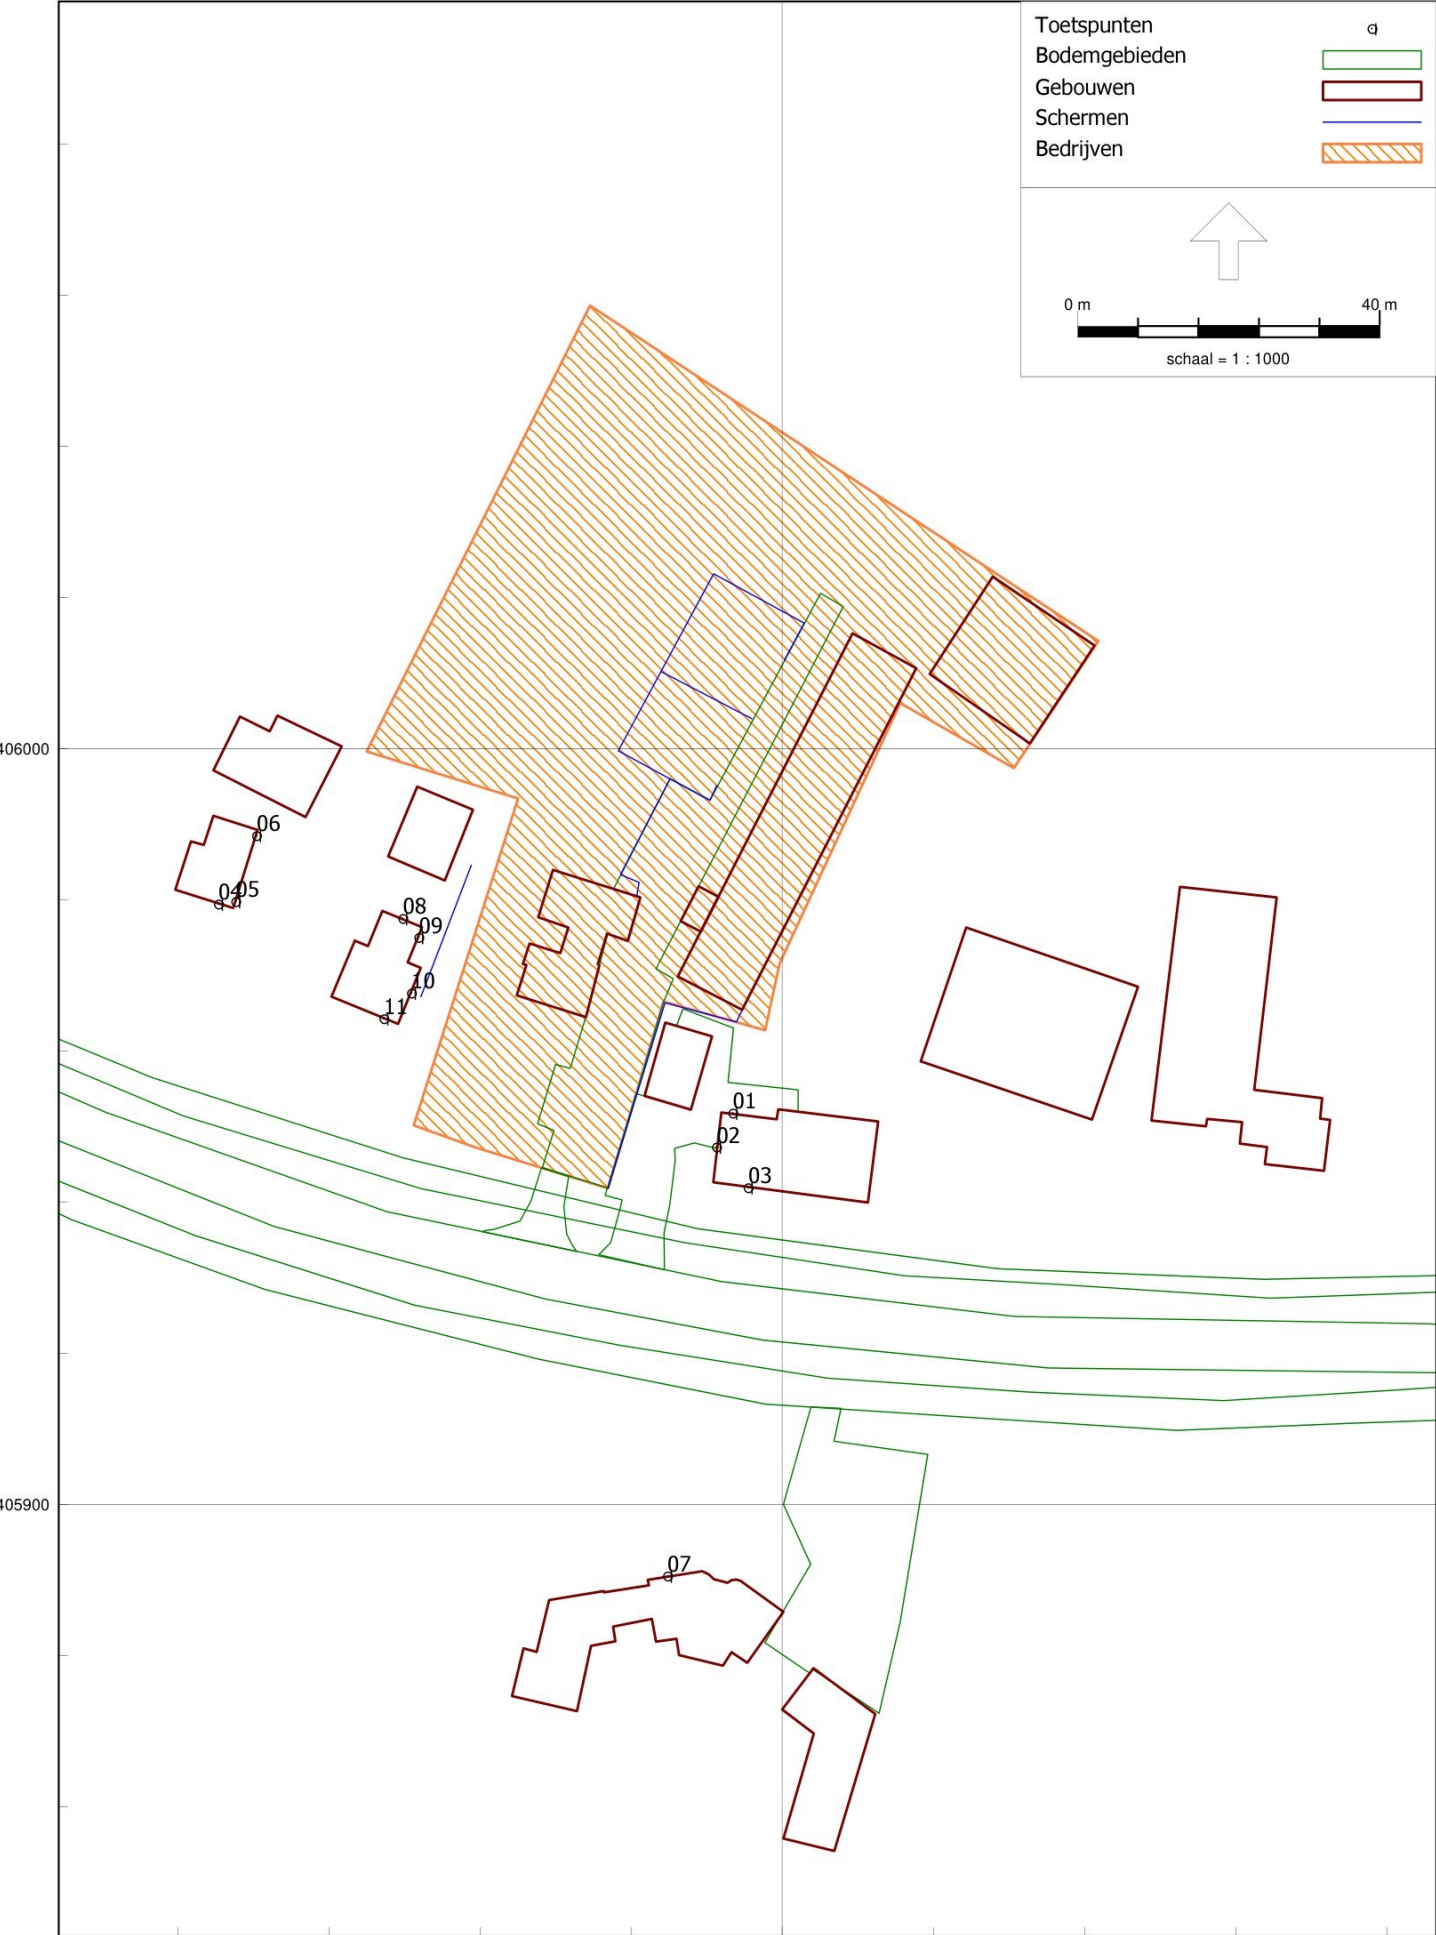 Toetspunten
Bodemgebieden
Gebouwen
Schermen
Bedrijven
0 m 40 m
schaal = 1 : 1000
406000
06
04 05
08
09
10
11
01
02
03
405900
07